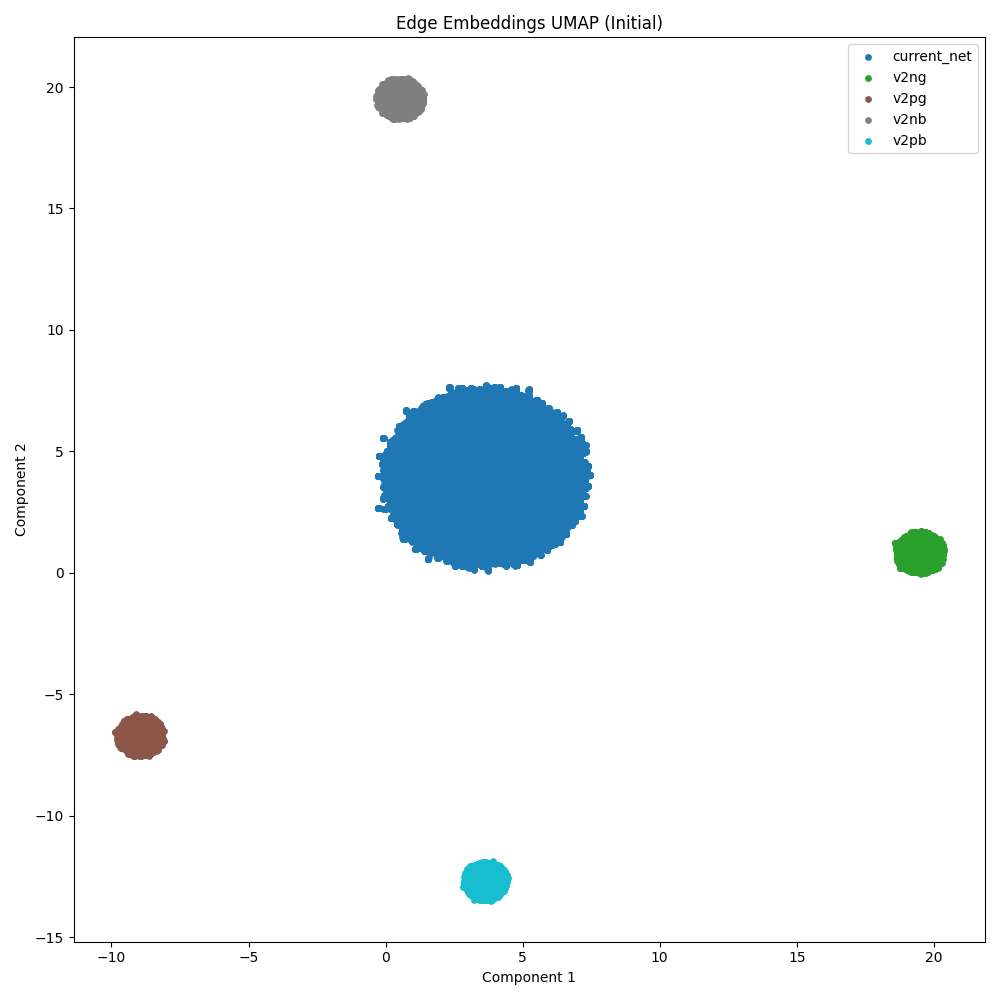 Edge Embeddings UMAP (Initial)
current_net
v2ng
v2pg
v2nb
v2pb
Component 2
20
15
10
5
0
−5
−10
−15
−10
−5
0
5
10
15
20
Component 1